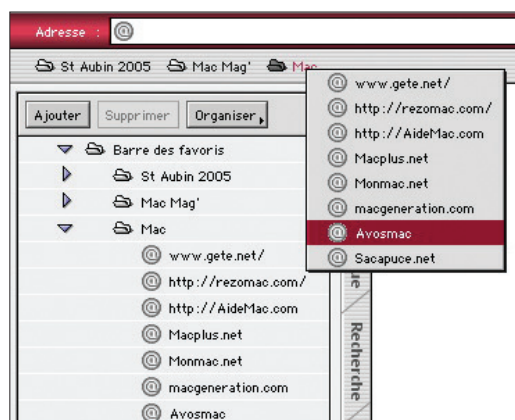 Adresse :
St Aubin 2005 Mac Mag' Mac
www.gete.net/
http://rezomac.com/
http://AideMac.com
Macplus.net
Monmac.net
macgeneration.com
Avosmac
Sacapuce.net
Ajouter Supprimer Organiser
Barre des favoris
St Aubin 2005
Mac Mag'
Mac
www.gete.net/
http://rezomac.com/
http://AideMac.com
Macplus.net
Monmac.net
macgeneration.com
Avosmac
Recherche